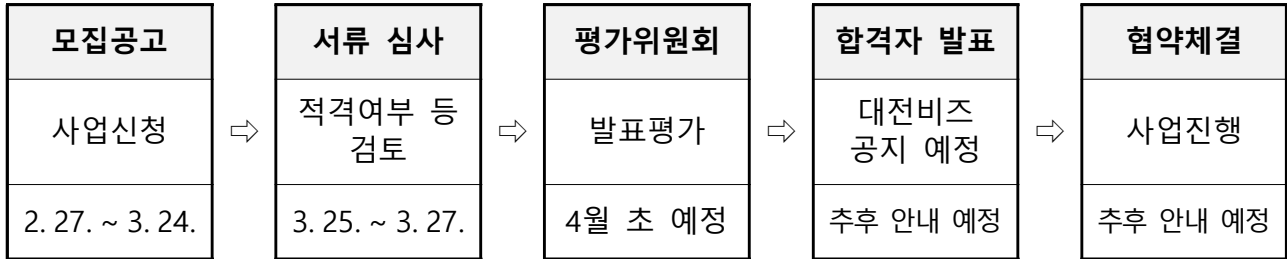 모집공고
사업신청
2. 27. ~ 3. 24.
⇨
서류 심사
적격여부 등
검토
3. 25. ~ 3. 27.
⇨
평가위원회
발표평가
4월 초 예정
⇨
합격자 발표
대전비즈
공지 예정
추후 안내 예정
⇨
협약체결
사업진행
추후 안내 예정